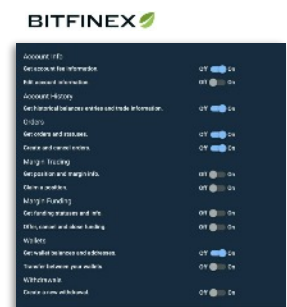 BITFINEX
Account Info
Get account fee information. Off On
Edit account information. Off On
Account History
Get historical balances entries and trade information. Off On
Orders
Get orders and statuses. Off On
Create and cancel orders. Off On
Margin Trading
Get position and margin info. Off On
Claim a position. Off On
Margin Funding
Get funding statuses and info. Off On
Offer, cancel and close funding. Off On
Wallets
Get wallet balances and addresses. Off On
Transfer between your wallets. Off On
Withdrawals
Create a new withdrawal. Off On